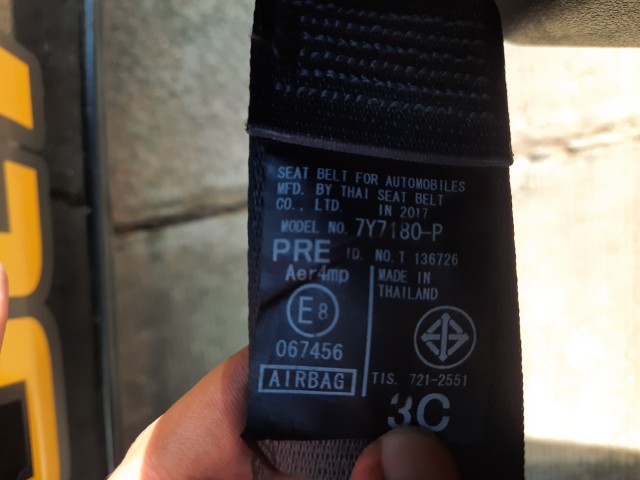 SEAT BELT FOR AUTOMOBILES
MFD. BY THAI SEAT BELT
CO., LTD. IN 2017
MODEL NO. 7Y7180-P
PRE ID. NO.T 136726
Aer4mp
MADE IN
THAILAND
E8
067456
AIRBAG
TIS. 721-2551
3C